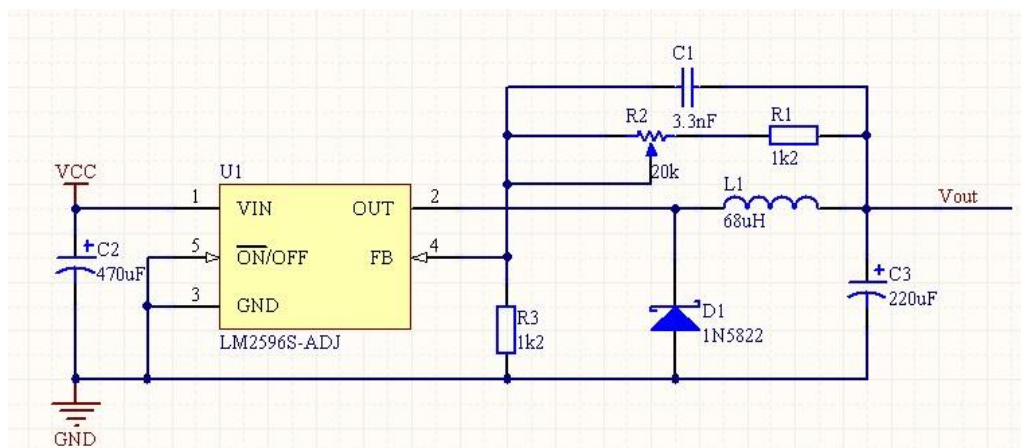 C1
3.3nF
R2
20k
R1
1k2
VCC
U1
1
VIN
OUT
2
L1
68uH
Vout
C2
470uF
5
ON/OFF
FB
4
3
GND
LM2596S-ADJ
R3
1k2
D1
1N5822
C3
220uF
GND